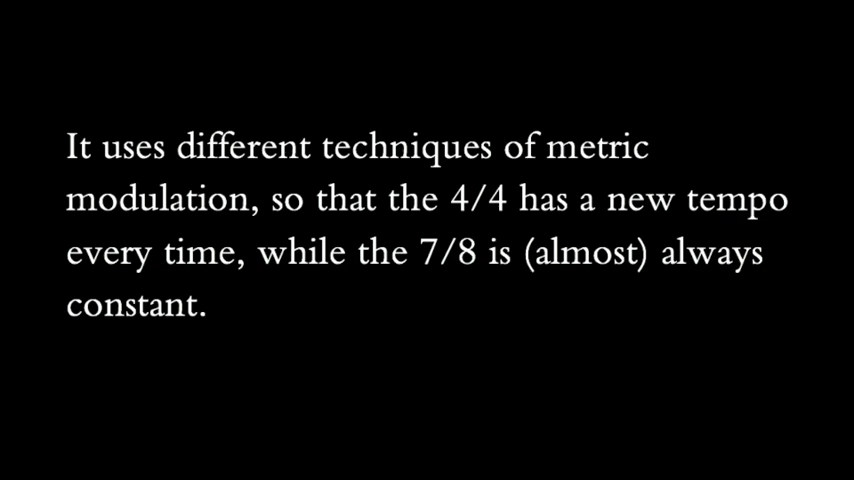 It uses different techniques of metric
modulation, so that the 4/4 has a new tempo
every time, while the 7/8 is (almost) always
constant.